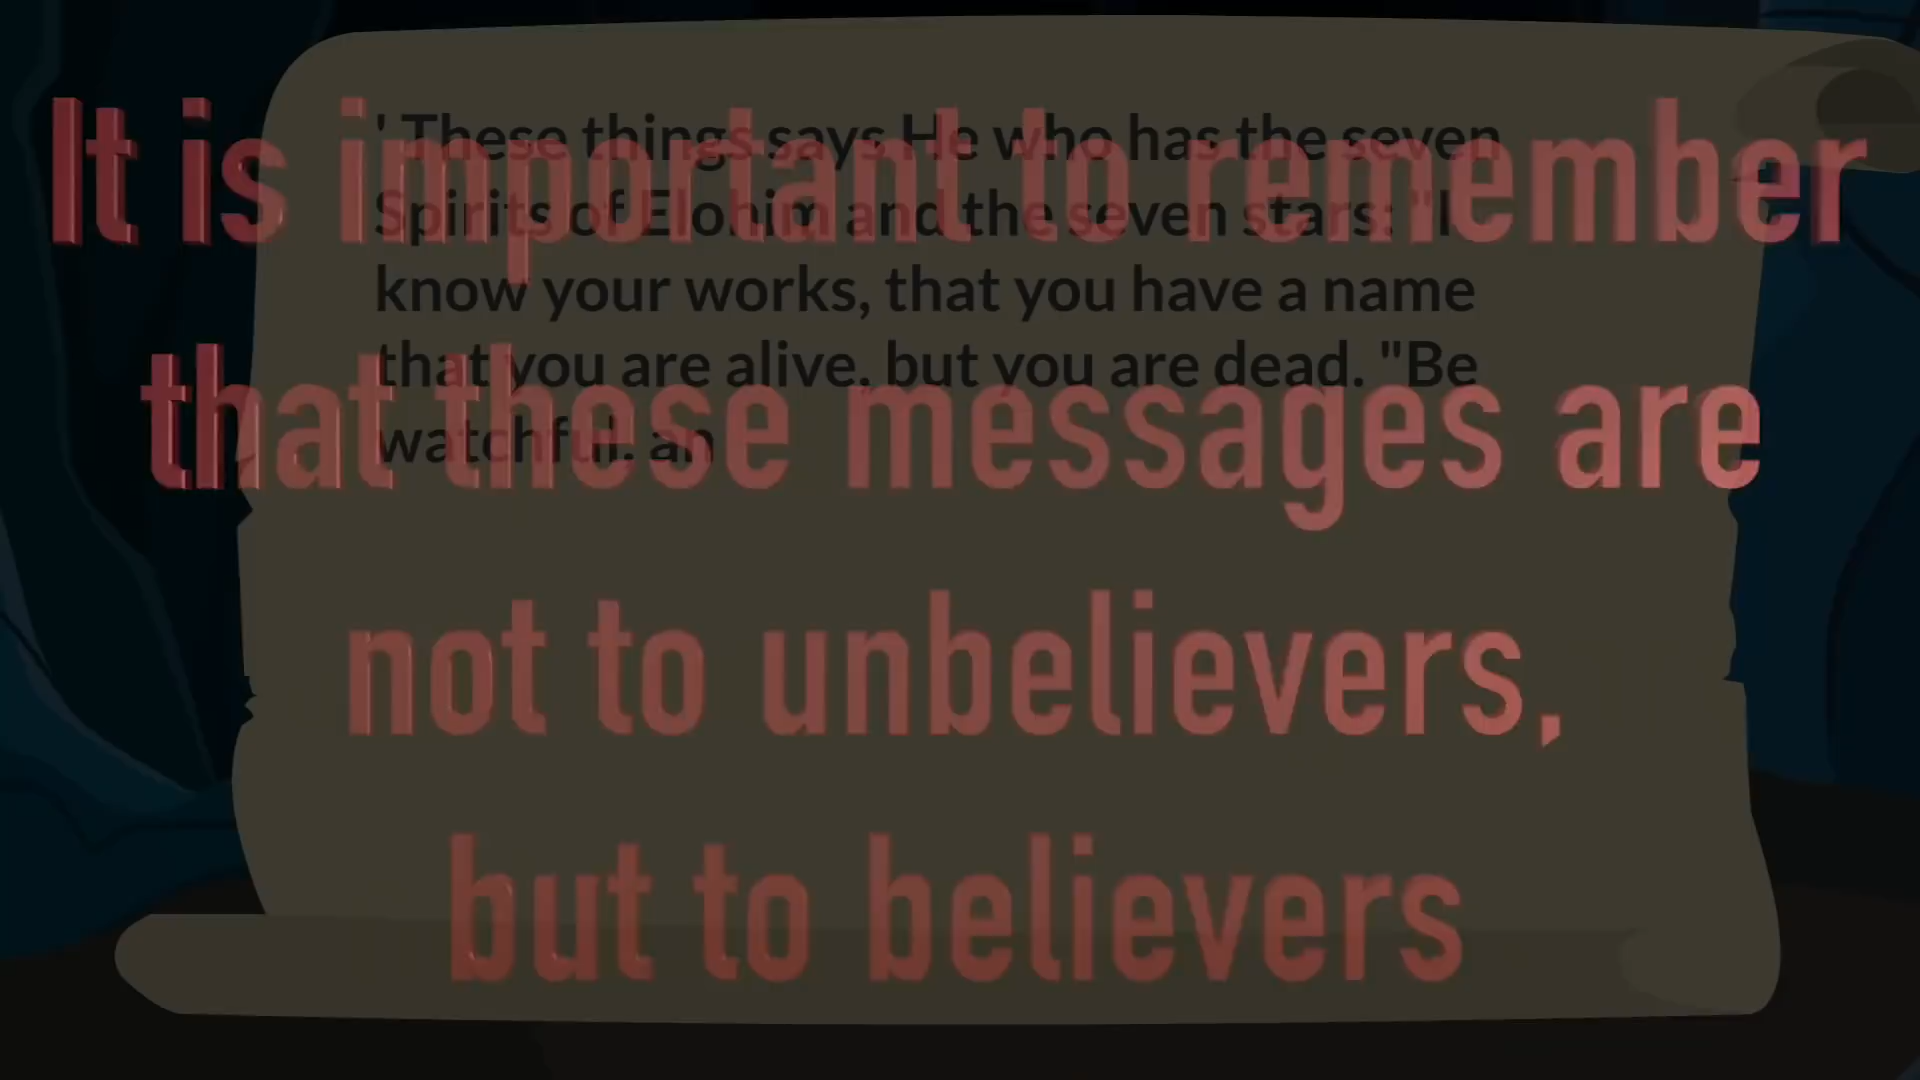 It is important to remember
that these messages are
not to unbelievers,
but to believers
' These things says He who has the seven
Spirits of Elohim and the seven stars: "I
know your works, that you have a name
that you are alive, but you are dead. "Be
watchful. an